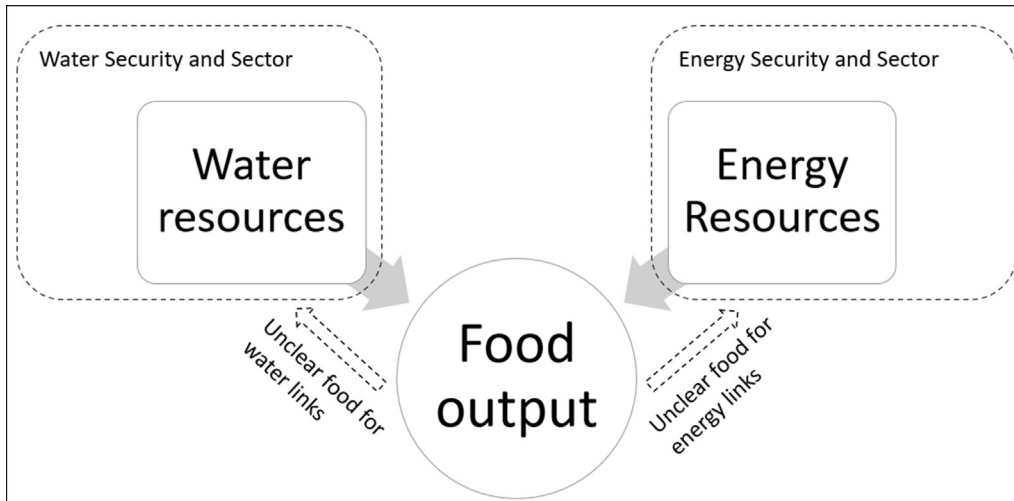 Water Security and Sector
Water
resources
Energy Security and Sector
Energy
Resources
Food
output
Unclear food for
water links
Unclear food for
energy links